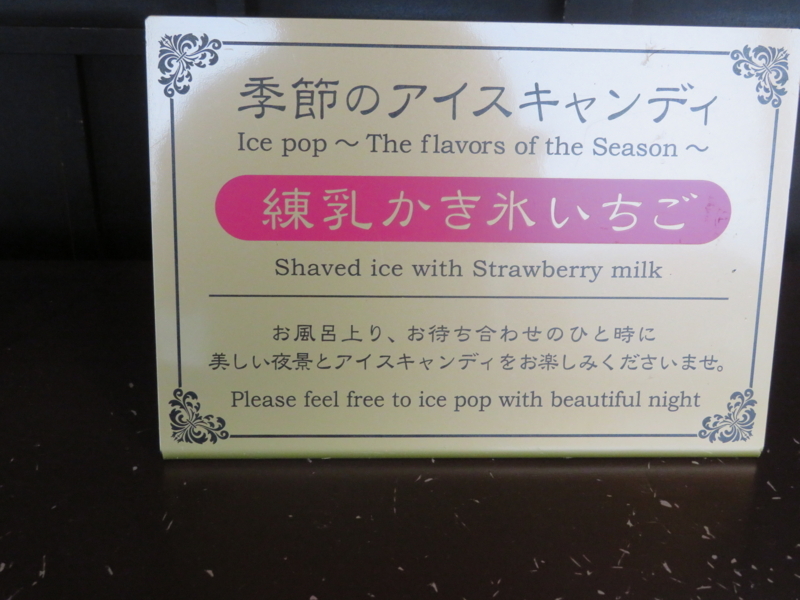 季節のアイスキャンディ
Ice pop ～ The flavors of the Season ～
練乳かき氷いちご
Shaved ice with Strawberry milk
お風呂上り、お待ち合わせのひと時に
美しい夜景とアイスキャンディをお楽しみくださいませ。
Please feel free to ice pop with beautiful night